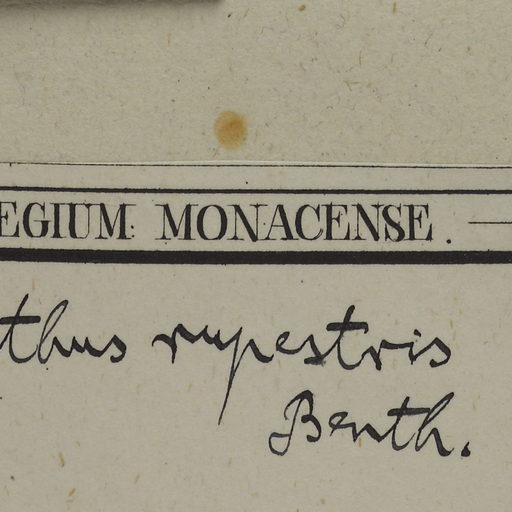 EGIUM MONACENSE.
thus rupestris
Benth.